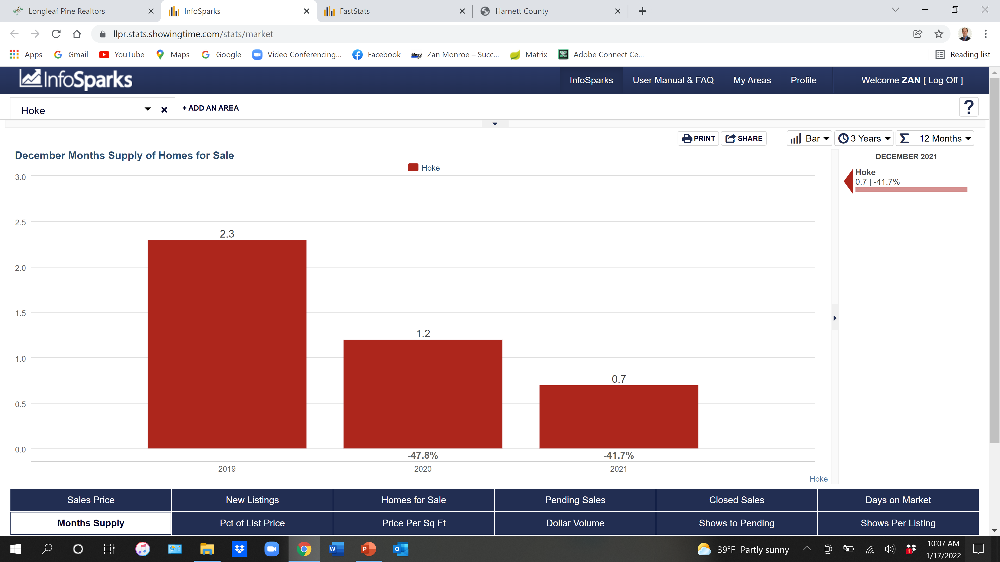 Longleaf Pine Realtors
InfoSparks
FastStats
Harnett County
llpr.stats.showingtime.com/stats/market
Apps
Gmail
YouTube
Maps
Google
Video Conferencing...
Facebook
Zan Monroe – Succ...
Matrix
Adobe Connect Ce...
Reading list
InfoSparks
InfoSparks
User Manual & FAQ
My Areas
Profile
Welcome ZAN [ Log Off ]
Hoke
+ ADD AN AREA
?
PRINT
SHARE
Bar
3 Years
12 Months
December Months Supply of Homes for Sale
Hoke
DECEMBER 2021
Hoke
0.7 | -41.7%
3.0
2.5
2.0
1.5
1.0
0.5
0.0
2.3
1.2
0.7
-47.8%
-41.7%
2019
2020
2021
Hoke
Sales Price
New Listings
Homes for Sale
Pending Sales
Closed Sales
Days on Market
Months Supply
Pct of List Price
Price Per Sq Ft
Dollar Volume
Shows to Pending
Shows Per Listing
39°F Partly sunny
1
10:07 AM
1/17/2022